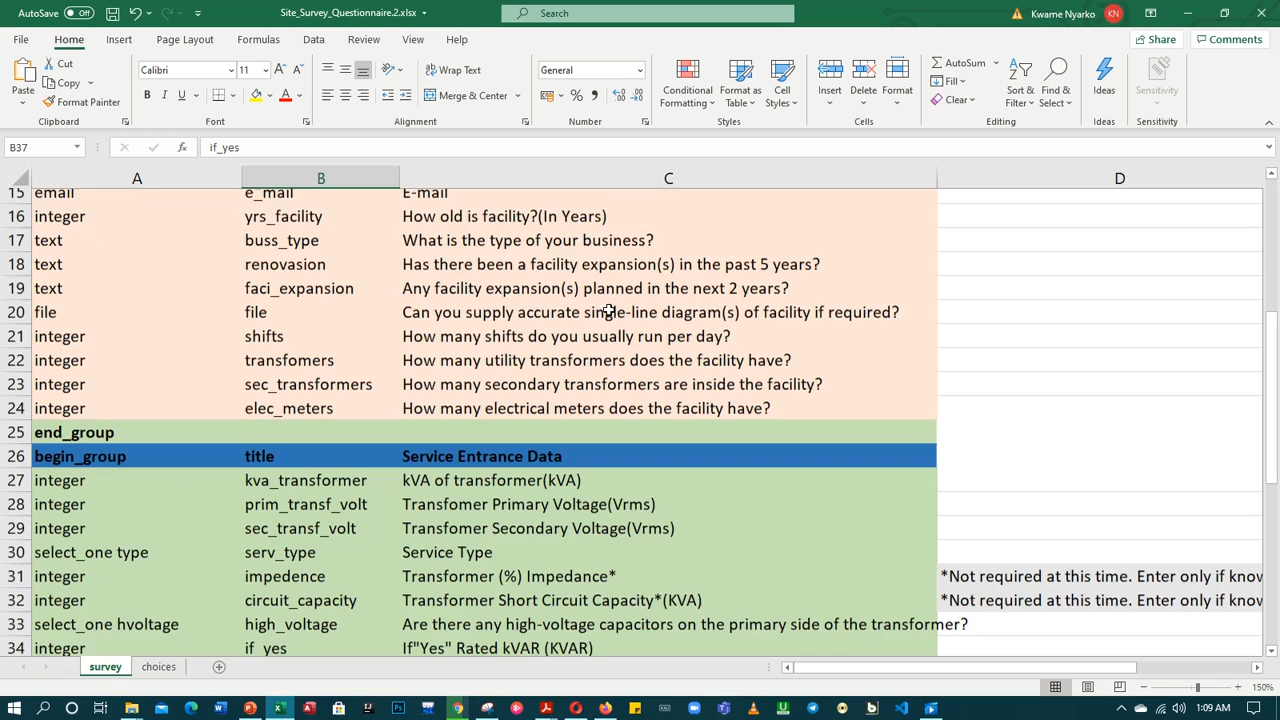 AutoSave Off Site_Survey_Questionnaire.2.xlsx Search Kwame Nyarko KN
File Home Insert Page Layout Formulas Data Review View Help Share Comments
Paste Cut Copy Format Painter Clipboard
Calibri 11 B I U Font
Wrap Text Merge & Center Alignment
General % Number
Conditional Formatting Format as Table Cell Styles Styles
Insert Delete Format Cells
AutoSum Fill Clear Sort & Filter Find & Select Editing
Ideas Ideas
Sensitivity Sensitivity
B37 fx if_yes
A B C D
15 email e_mail E-mail
16 integer yrs_facility How old is facility?(In Years)
17 text buss_type What is the type of your business?
18 text renovasion Has there been a facility expansion(s) in the past 5 years?
19 text faci_expansion Any facility expansion(s) planned in the next 2 years?
20 file file Can you supply accurate single-line diagram(s) of facility if required?
21 integer shifts How many shifts do you usually run per day?
22 integer transfomers How many utility transformers does the facility have?
23 integer sec_transformers How many secondary transformers are inside the facility?
24 integer elec_meters How many electrical meters does the facility have?
25 end_group
26 begin_group title Service Entrance Data
27 integer kva_transformer kVA of transformer(kVA)
28 integer prim_transf_volt Transfomer Primary Voltage(Vrms)
29 integer sec_transf_volt Transfomer Secondary Voltage(Vrms)
30 select_one type serv_type Service Type
31 integer impedence Transformer (%) Impedance* *Not required at this time. Enter only if know
32 integer circuit_capacity Transformer Short Circuit Capacity*(KVA) *Not required at this time. Enter only if know
33 select_one hvoltage high_voltage Are there any high-voltage capacitors on the primary side of the transformer?
34 integer if_yes If"Yes" Rated kVAR (KVAR)
survey choices
150%
1:09 AM